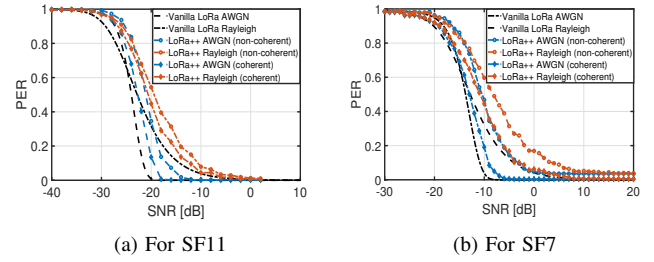 1
0.8
0.6
0.4
0.2
0
PER
-40 -30 -20 -10 0 10
SNR [dB]
Vanilla LoRa AWGN
Vanilla LoRa Rayleigh
LoRa++ AWGN (non-coherent)
LoRa++ Rayleigh (non-coherent)
LoRa++ AWGN (coherent)
LoRa++ Rayleigh (coherent)
(a) For SF11
1
0.8
0.6
0.4
0.2
0
PER
-30 -20 -10 0 10 20
SNR [dB]
Vanilla LoRa AWGN
Vanilla LoRa Rayleigh
LoRa++ AWGN (non-coherent)
LoRa++ Rayleigh (non-coherent)
LoRa++ AWGN (coherent)
LoRa++ Rayleigh (coherent)
(b) For SF7